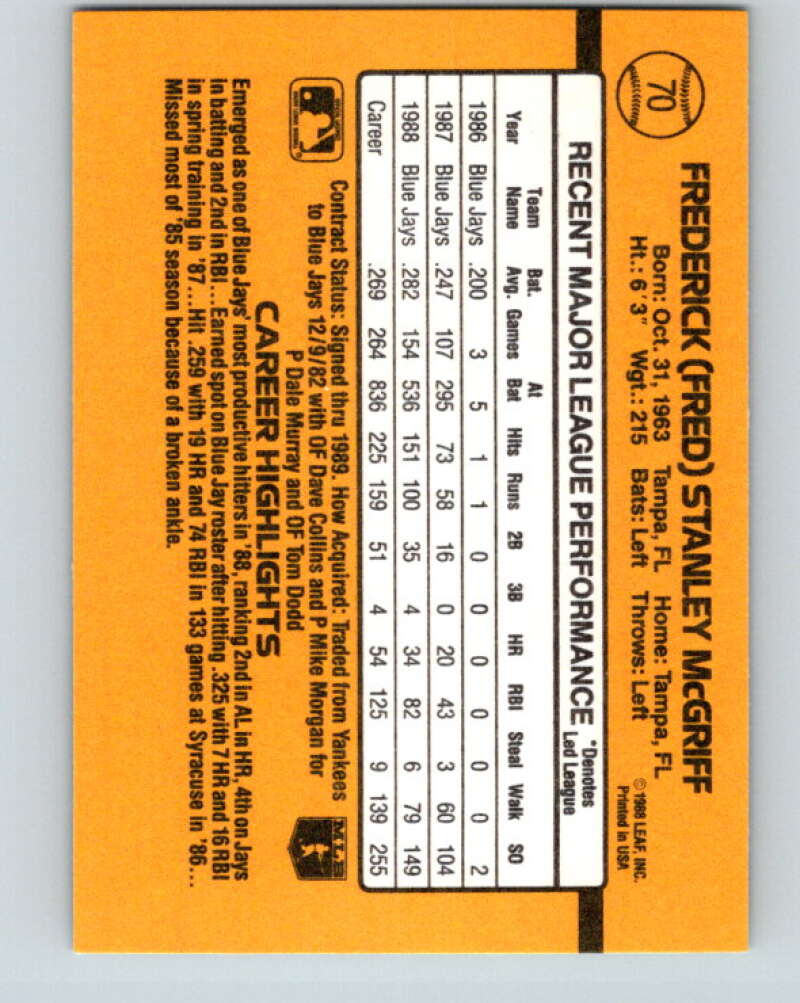 70
FREDERICK (FRED) STANLEY McGRIFF
Born: Oct. 31, 1963 Tampa, FL Home: Tampa, FL
Ht.: 6'3" Wgt.: 215 Bats: Left Throws: Left
© 1988 LEAF, INC.
Printed in USA
RECENT MAJOR LEAGUE PERFORMANCE *Denotes Led League
Year Team Name Bat. Avg. Games At Bat Hits Runs 2B 3B HR RBI Steal Walk SO
1986 Blue Jays .200 3 5 1 1 0 0 0 0 0 0 2
1987 Blue Jays .247 107 295 73 58 16 0 20 43 3 60 104
1988 Blue Jays .282 154 536 151 100 35 4 34 82 6 79 149
Career .269 264 836 225 159 51 4 54 125 9 139 255
Contract Status: Signed thru 1989. How Acquired: Traded from Yankees
to Blue Jays 12/9/82 with OF Dave Collins and P Mike Morgan for
P Dale Murray and OF Tom Dodd
MLB
CAREER HIGHLIGHTS
Emerged as one of Blue Jays' most productive hitters in '88, ranking 2nd in AL in HR, 4th on Jays
in batting and 2nd in RBI...Earned spot on Blue Jay roster after hitting .325 with 7 HR and 16 RBI
in spring training in '87...Hit .259 with 19 HR and 74 RBI in 133 games at Syracuse in '86...
Missed most of '85 season because of a broken ankle.